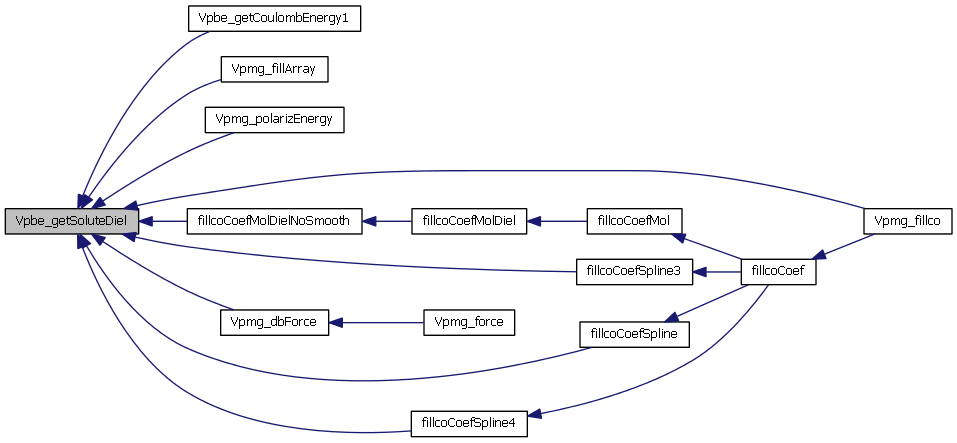 Vpbe_getCoulombEnergy1
Vpmg_fillArray
Vpmg_polarizEnergy
Vpbe_getSoluteDiel
fillcoCoefMolDielNoSmooth
fillcoCoefMolDiel
fillcoCoefMol
Vpmg_fillco
fillcoCoefSpline3
fillcoCoef
Vpmg_dbForce
Vpmg_force
fillcoCoefSpline
fillcoCoefSpline4